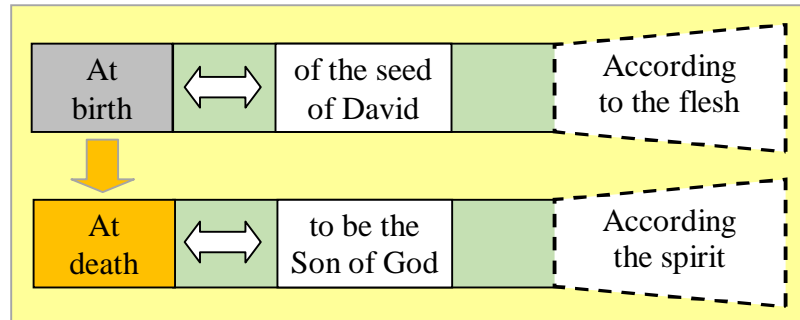 At
birth
of the seed
of David
According
to the flesh
At
death
to be the
Son of God
According
the spirit